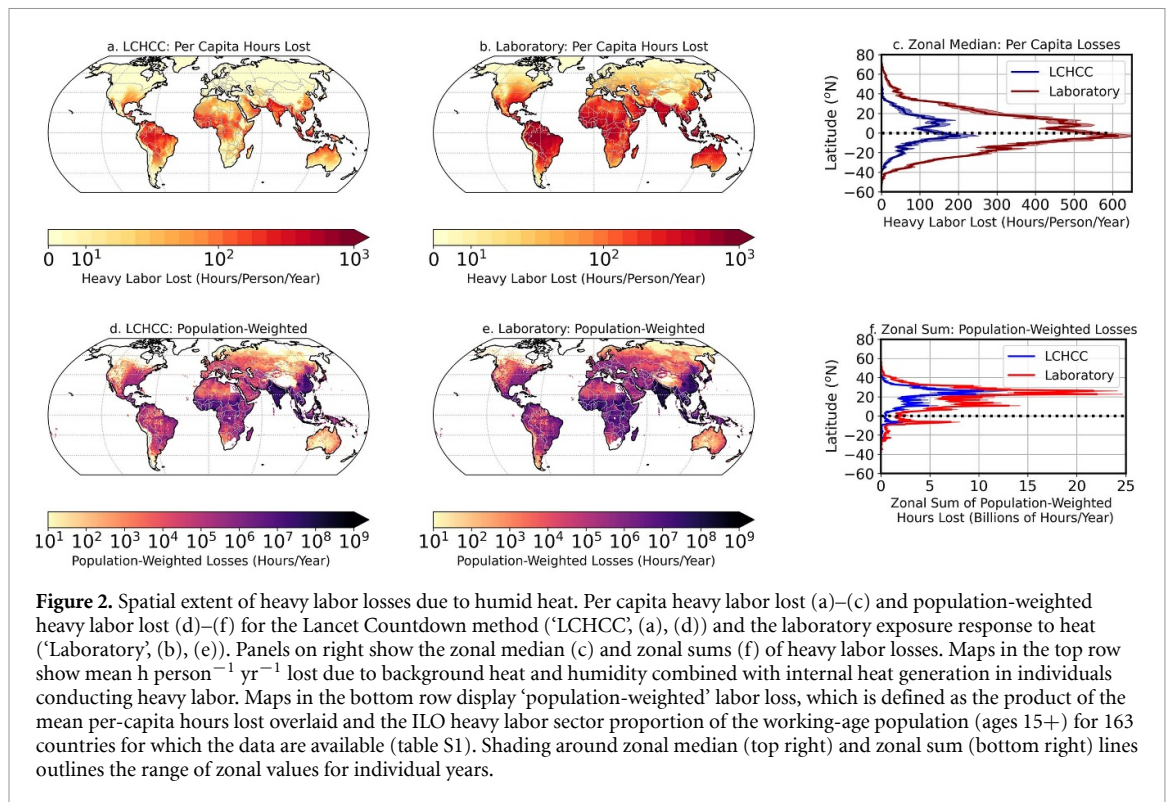 a. LCHCC: Per Capita Hours Lost
0 10¹ 10² 10³
Heavy Labor Lost (Hours/Person/Year)
b. Laboratory: Per Capita Hours Lost
0 10¹ 10² 10³
Heavy Labor Lost (Hours/Person/Year)
c. Zonal Median: Per Capita Losses
LCHCC
Laboratory
Latitude (°N)
80
60
40
20
0
−20
−40
−60
0 100 200 300 400 500 600
Heavy Labor Lost (Hours/Person/Year)
d. LCHCC: Population-Weighted
10¹ 10² 10³ 10⁴ 10⁵ 10⁶ 10⁷ 10⁸ 10⁹
Population-Weighted Losses (Hours/Year)
e. Laboratory: Population-Weighted
10¹ 10² 10³ 10⁴ 10⁵ 10⁶ 10⁷ 10⁸ 10⁹
Population-Weighted Losses (Hours/Year)
f. Zonal Sum: Population-Weighted Losses
LCHCC
Laboratory
Latitude (°N)
80
60
40
20
0
−20
−40
−60
0 5 10 15 20 25
Zonal Sum of Population-Weighted
Hours Lost (Billions of Hours/Year)
Figure 2. Spatial extent of heavy labor losses due to humid heat. Per capita heavy labor lost (a)–(c) and population-weighted
heavy labor lost (d)–(f) for the Lancet Countdown method (‘LCHCC’, (a), (d)) and the laboratory exposure response to heat
(‘Laboratory’, (b), (e)). Panels on right show the zonal median (c) and zonal sums (f) of heavy labor losses. Maps in the top row
show mean h person⁻¹ yr⁻¹ lost due to background heat and humidity combined with internal heat generation in individuals
conducting heavy labor. Maps in the bottom row display ‘population-weighted’ labor loss, which is defined as the product of the
mean per-capita hours lost overlaid and the ILO heavy labor sector proportion of the working-age population (ages 15+) for 163
countries for which the data are available (table S1). Shading around zonal median (top right) and zonal sum (bottom right) lines
outlines the range of zonal values for individual years.